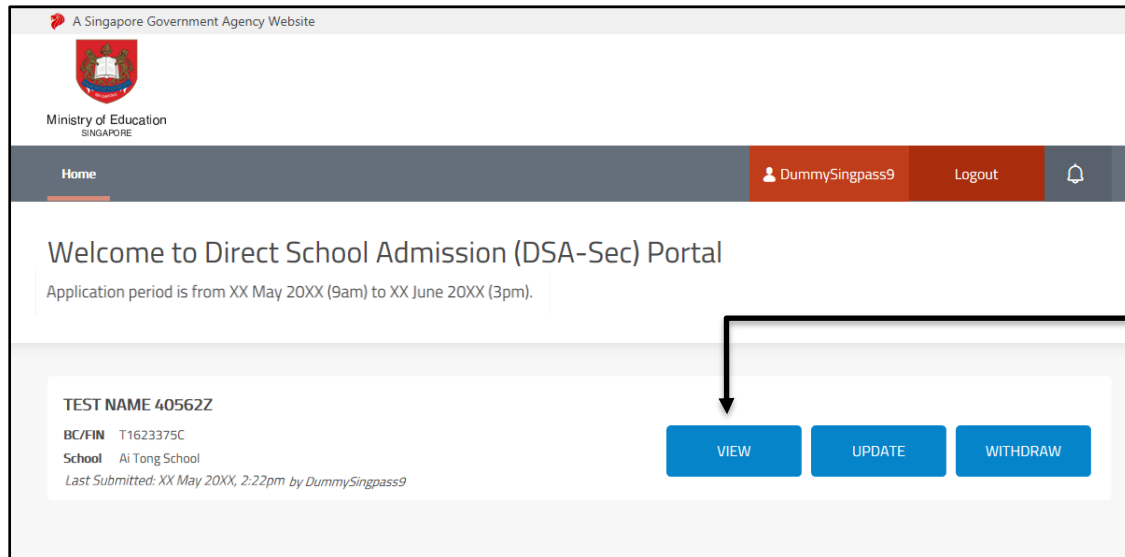 A Singapore Government Agency Website
Ministry of Education
SINGAPORE
Home
DummySingpass9
Logout
Welcome to Direct School Admission (DSA-Sec) Portal
Application period is from XX May 20XX (9am) to XX June 20XX (3pm).
TEST NAME 40562Z
BC/FIN T1623375C
School Ai Tong School
Last Submitted: XX May 20XX, 2:22pm by DummySingpass9
VIEW
UPDATE
WITHDRAW